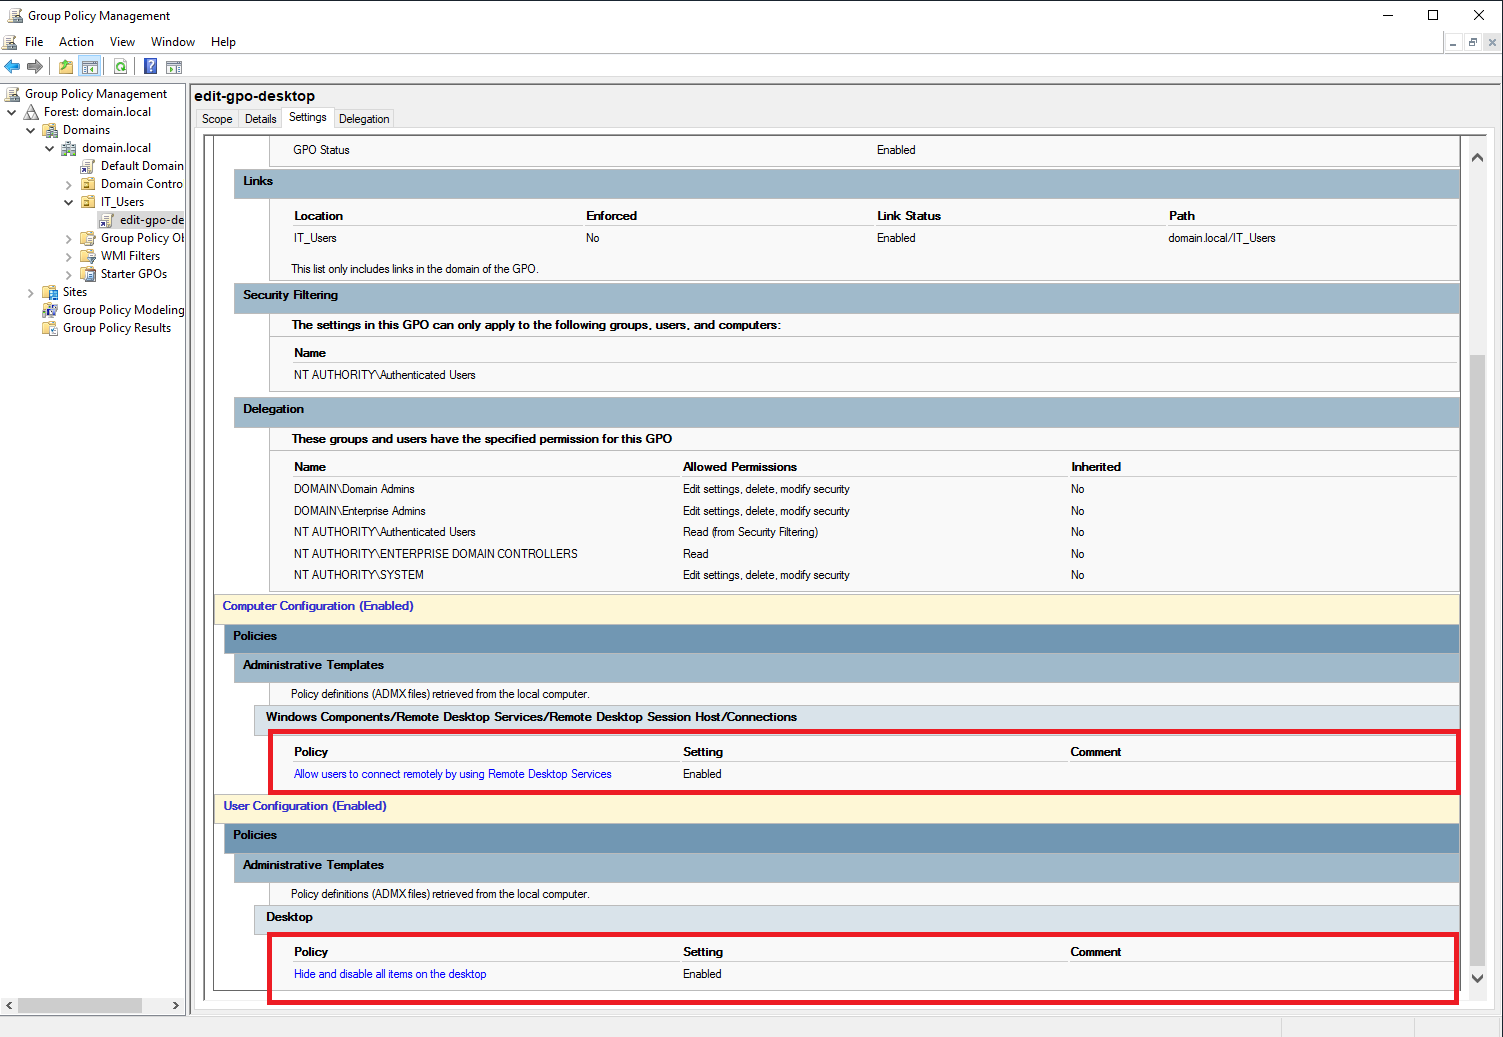 Group Policy Management
File Action View Window Help
Group Policy Management
Forest: domain.local
Domains
domain.local
Default Domain
Domain Contro
IT_Users
edit-gpo-de
Group Policy Ob
WMI Filters
Starter GPOs
Sites
Group Policy Modeling
Group Policy Results
edit-gpo-desktop
Scope Details Settings Delegation
GPO Status Enabled
Links
Location Enforced Link Status Path
IT_Users No Enabled domain.local/IT_Users
This list only includes links in the domain of the GPO.
Security Filtering
The settings in this GPO can only apply to the following groups, users, and computers:
Name
NT AUTHORITY\Authenticated Users
Delegation
These groups and users have the specified permission for this GPO
Name Allowed Permissions Inherited
DOMAIN\Domain Admins Edit settings, delete, modify security No
DOMAIN\Enterprise Admins Edit settings, delete, modify security No
NT AUTHORITY\Authenticated Users Read (from Security Filtering) No
NT AUTHORITY\ENTERPRISE DOMAIN CONTROLLERS Read No
NT AUTHORITY\SYSTEM Edit settings, delete, modify security No
Computer Configuration (Enabled)
Policies
Administrative Templates
Policy definitions (ADMX files) retrieved from the local computer.
Windows Components/Remote Desktop Services/Remote Desktop Session Host/Connections
Policy Setting Comment
Allow users to connect remotely by using Remote Desktop Services Enabled
User Configuration (Enabled)
Policies
Administrative Templates
Policy definitions (ADMX files) retrieved from the local computer.
Desktop
Policy Setting Comment
Hide and disable all items on the desktop Enabled